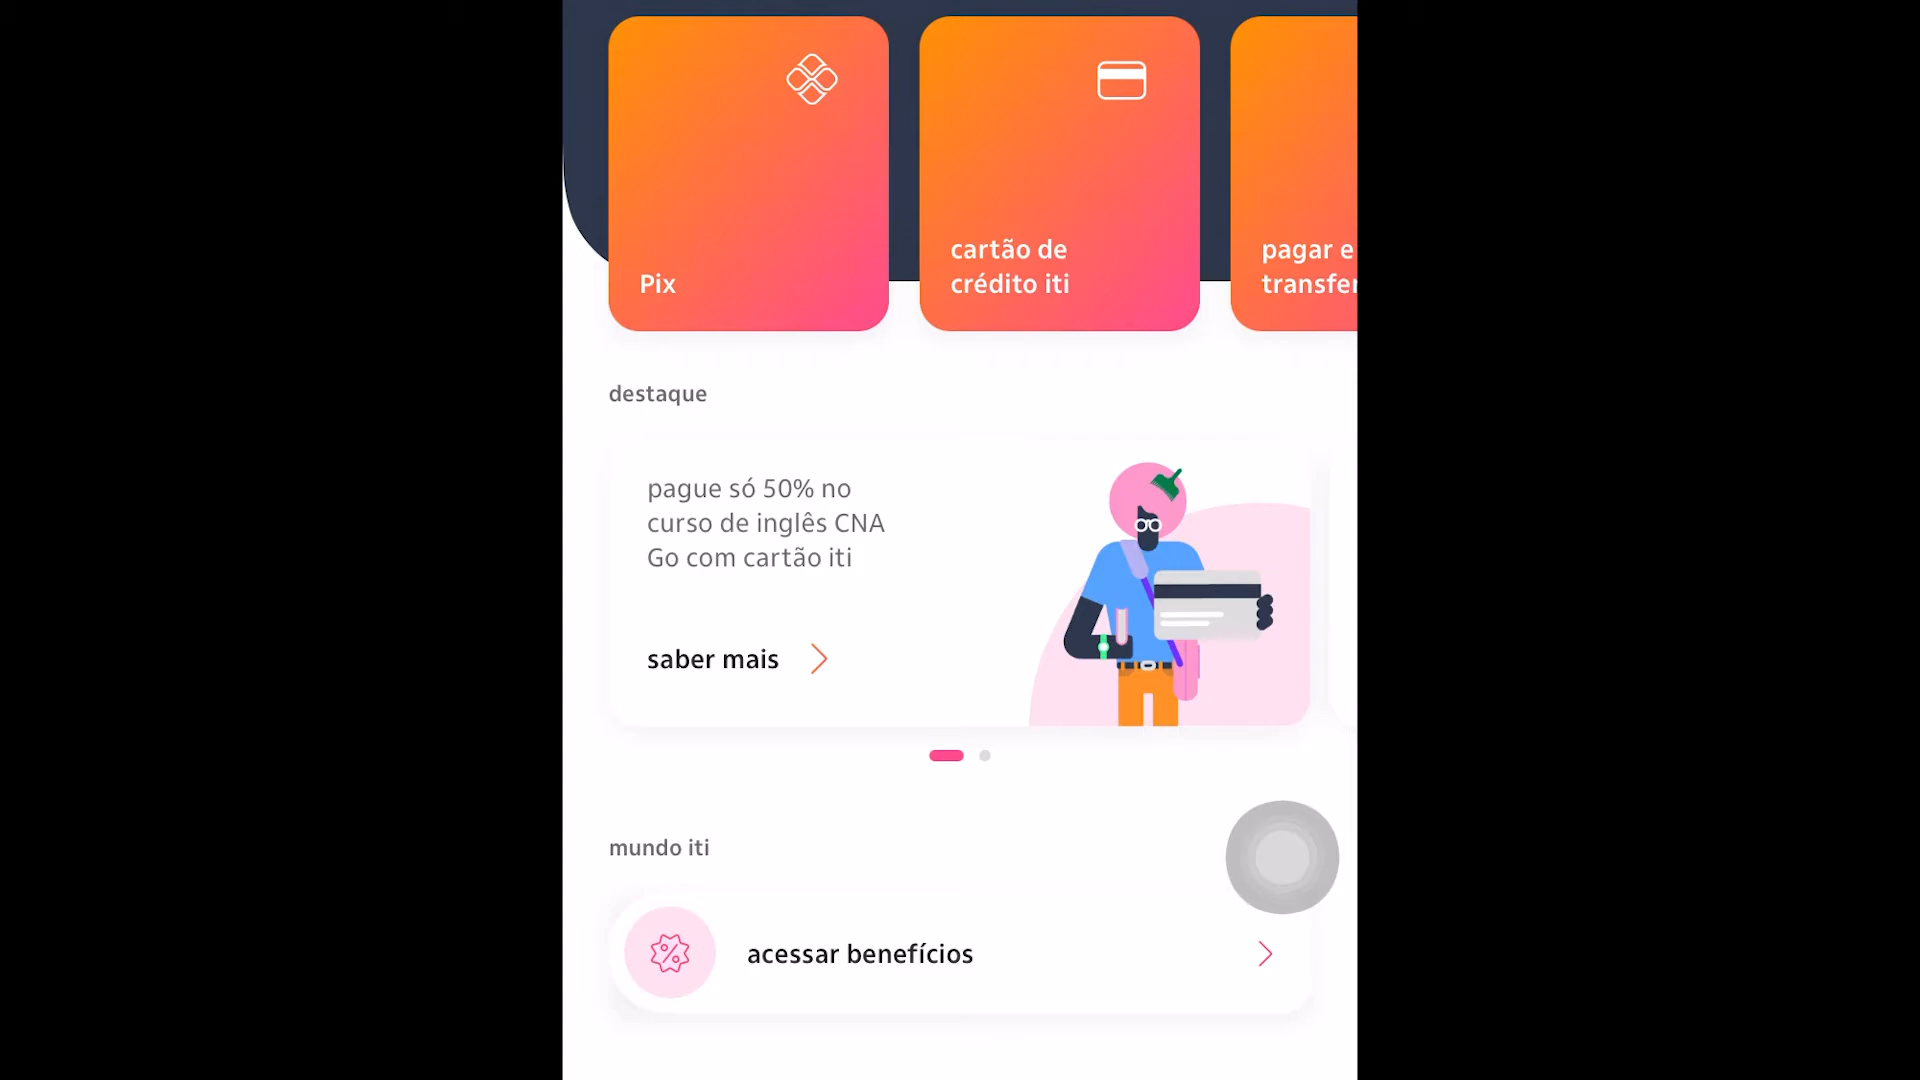 Pix
cartão de
crédito iti
pagar e
transfer
destaque
pague só 50% no
curso de inglês CNA
Go com cartão iti
saber mais
mundo iti
acessar benefícios